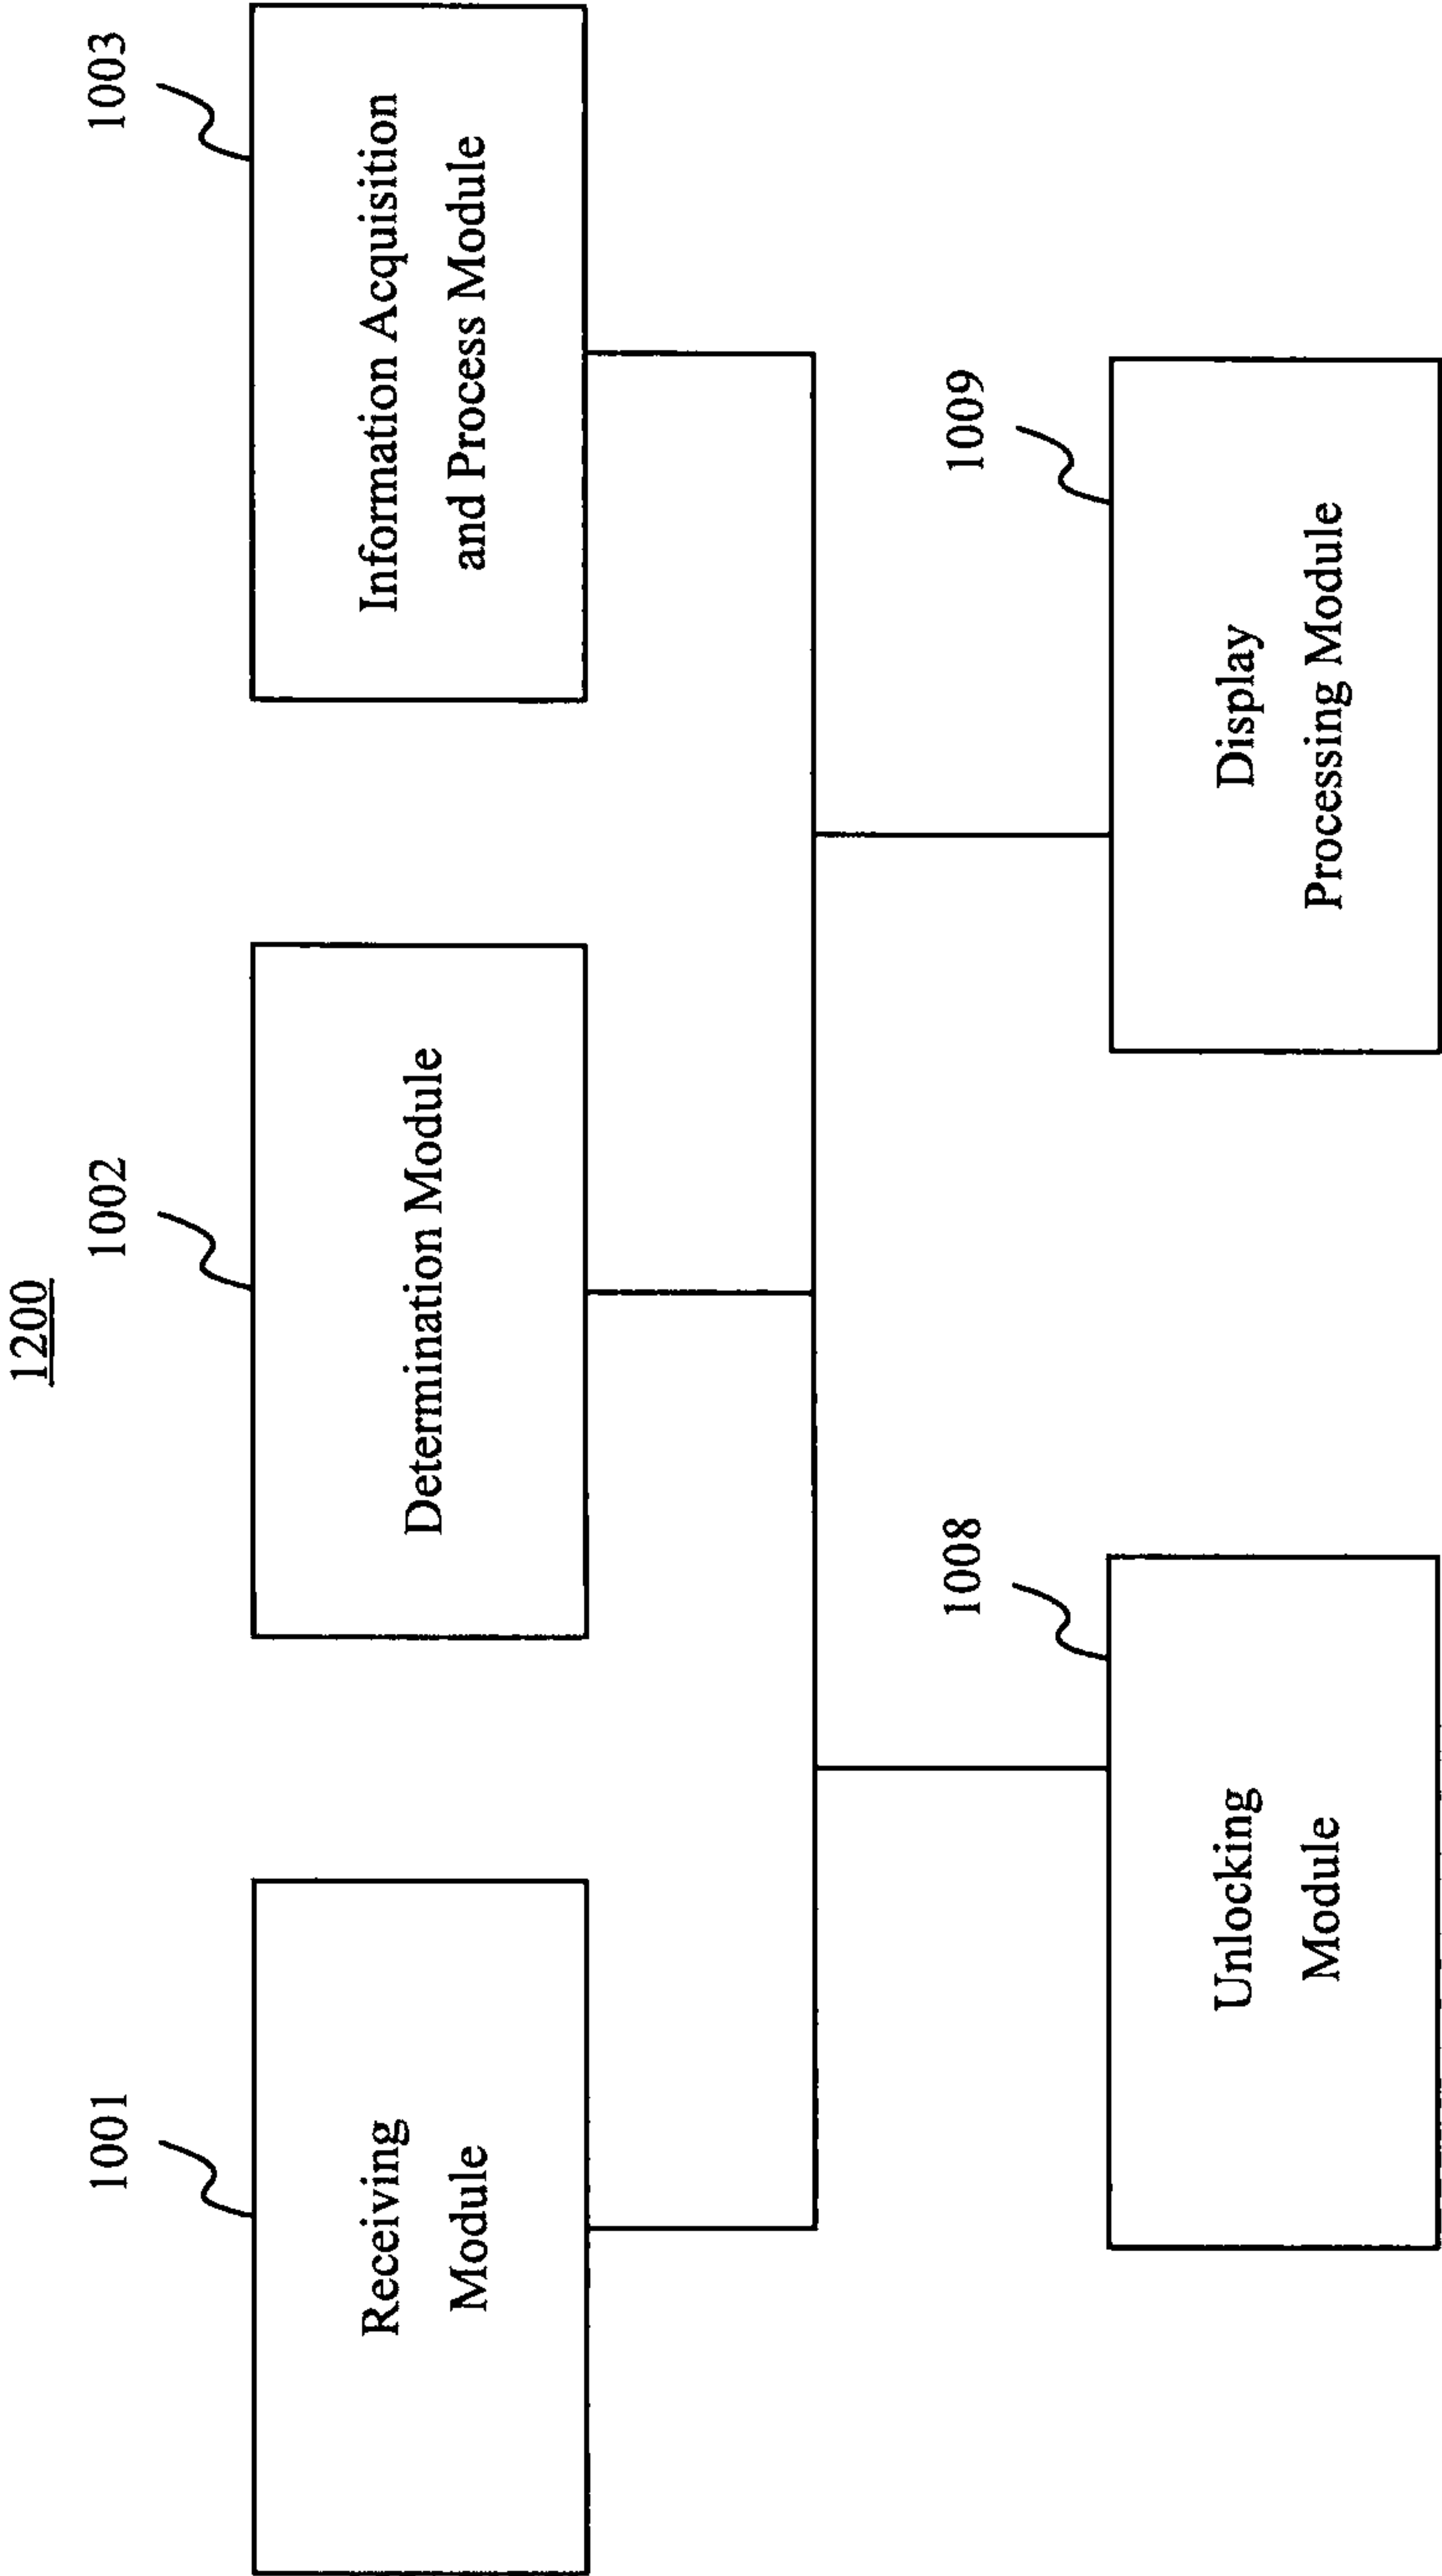 1200
1001
1002
1003
Receiving
Module
Determination Module
Information Acquisition
and Process Module
1008
1009
Unlocking
Module
Display
Processing Module